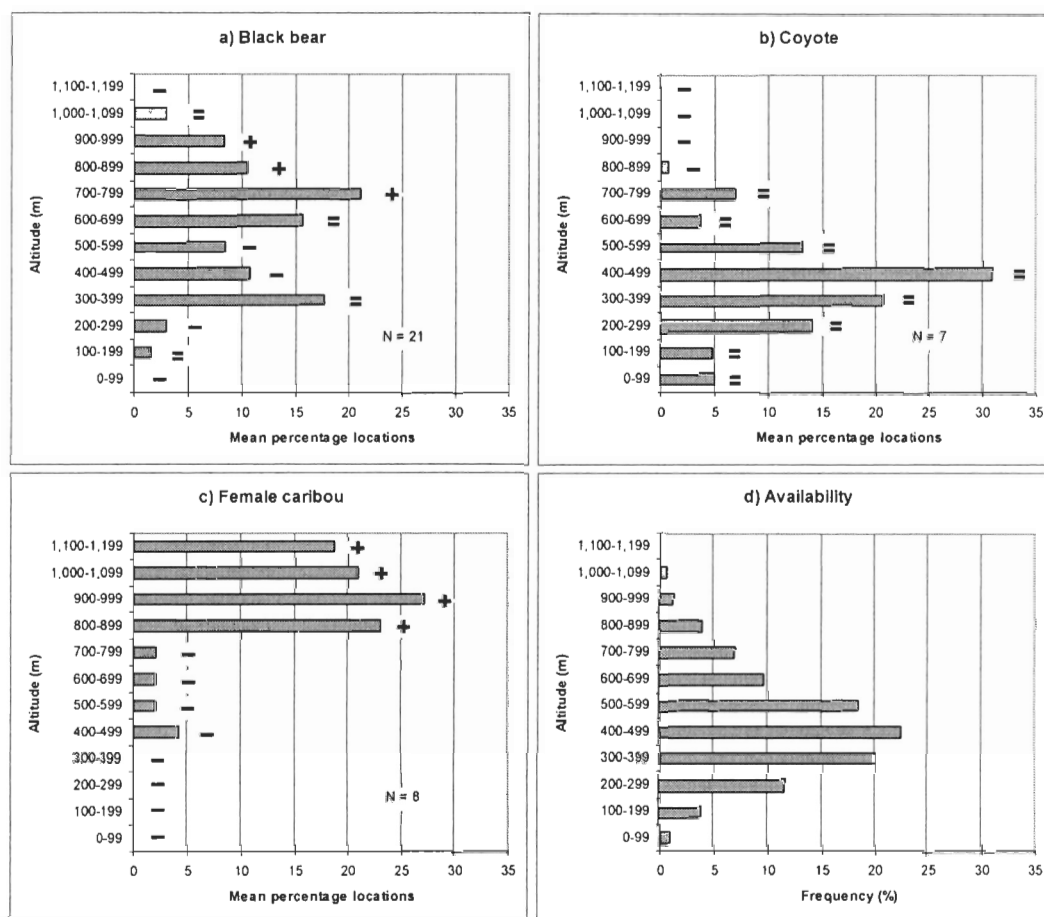 a) Black bear
Altitude (m)
1,100-1,199 −
1,000-1,099 =
900-999 +
800-899 +
700-799 +
600-699 =
500-599 −
400-499 −
300-399 =
200-299 −
N = 21
100-199 =
0-99 −
0 5 10 15 20 25 30 35
Mean percentage locations
b) Coyote
Altitude (m)
1,100-1,199 −
1,000-1,099 −
900-999 −
800-899 −
700-799 =
600-699 =
500-599 =
400-499 =
300-399 =
200-299 =
N = 7
100-199 =
0-99 =
0 5 10 15 20 25 30 35
Mean percentage locations
c) Female caribou
Altitude (m)
1,100-1,199 +
1,000-1,099 +
900-999 +
800-899 +
700-799 −
600-699 −
500-599 −
400-499 −
300-399 −
200-299 −
N = 8
100-199 −
0-99 −
0 5 10 15 20 25 30 35
Mean percentage locations
d) Availability
Altitude (m)
1,100-1,199
1,000-1,099
900-999
800-899
700-799
600-699
500-599
400-499
300-399
200-299
100-199
0-99
0 5 10 15 20 25 30 35
Frequency (%)